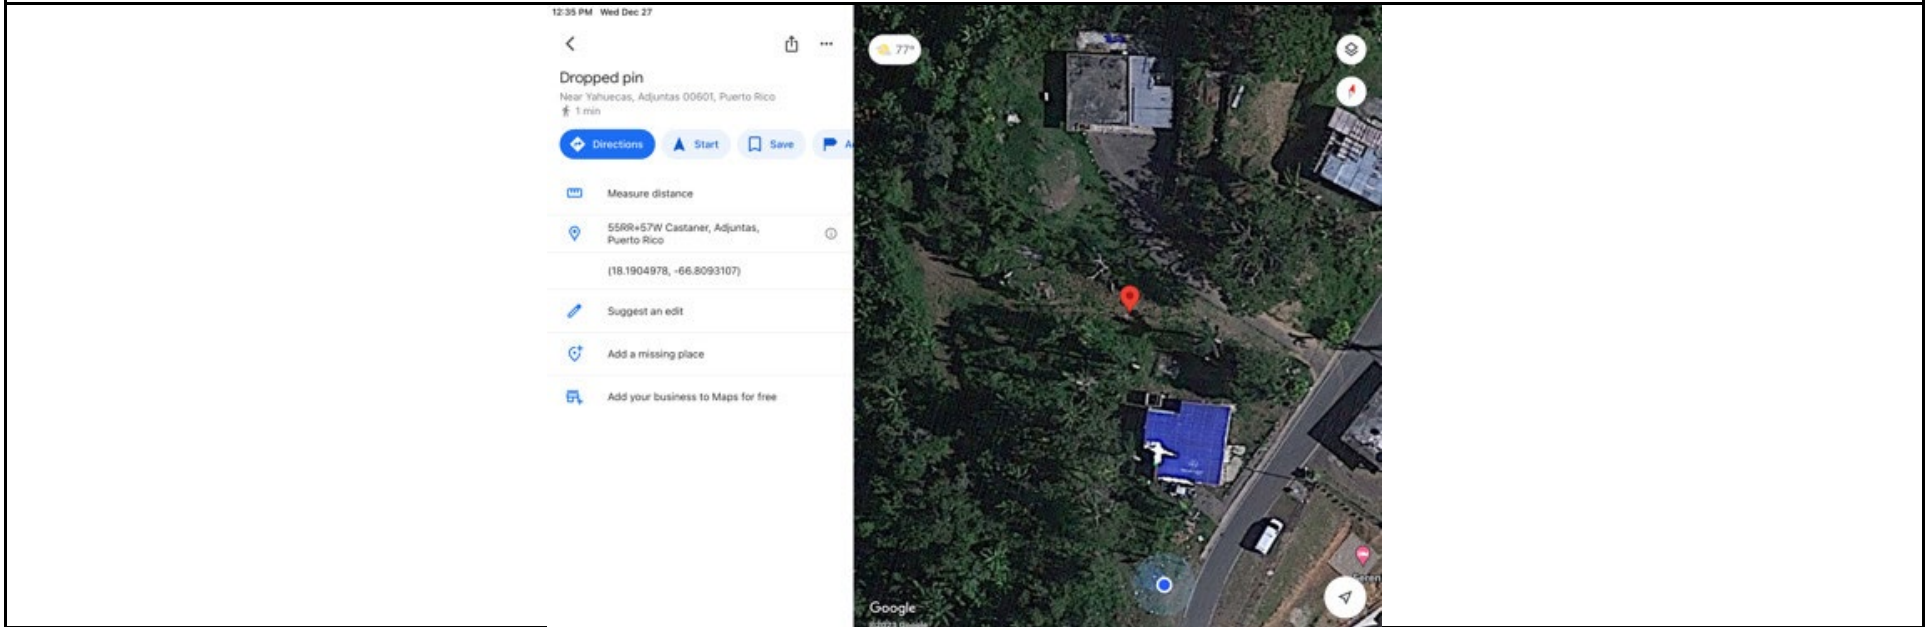 12:35 PM Wed Dec 27
Dropped pin
Near Yahuecas, Adjuntas 00601, Puerto Rico
1 min
Directions
Start
Save
Measure distance
55RR+57W Castaner, Adjuntas,
Puerto Rico
(18.1904978, -66.8093107)
Suggest an edit
Add a missing place
Add your business to Maps for free
77°
Google
©2023 Google